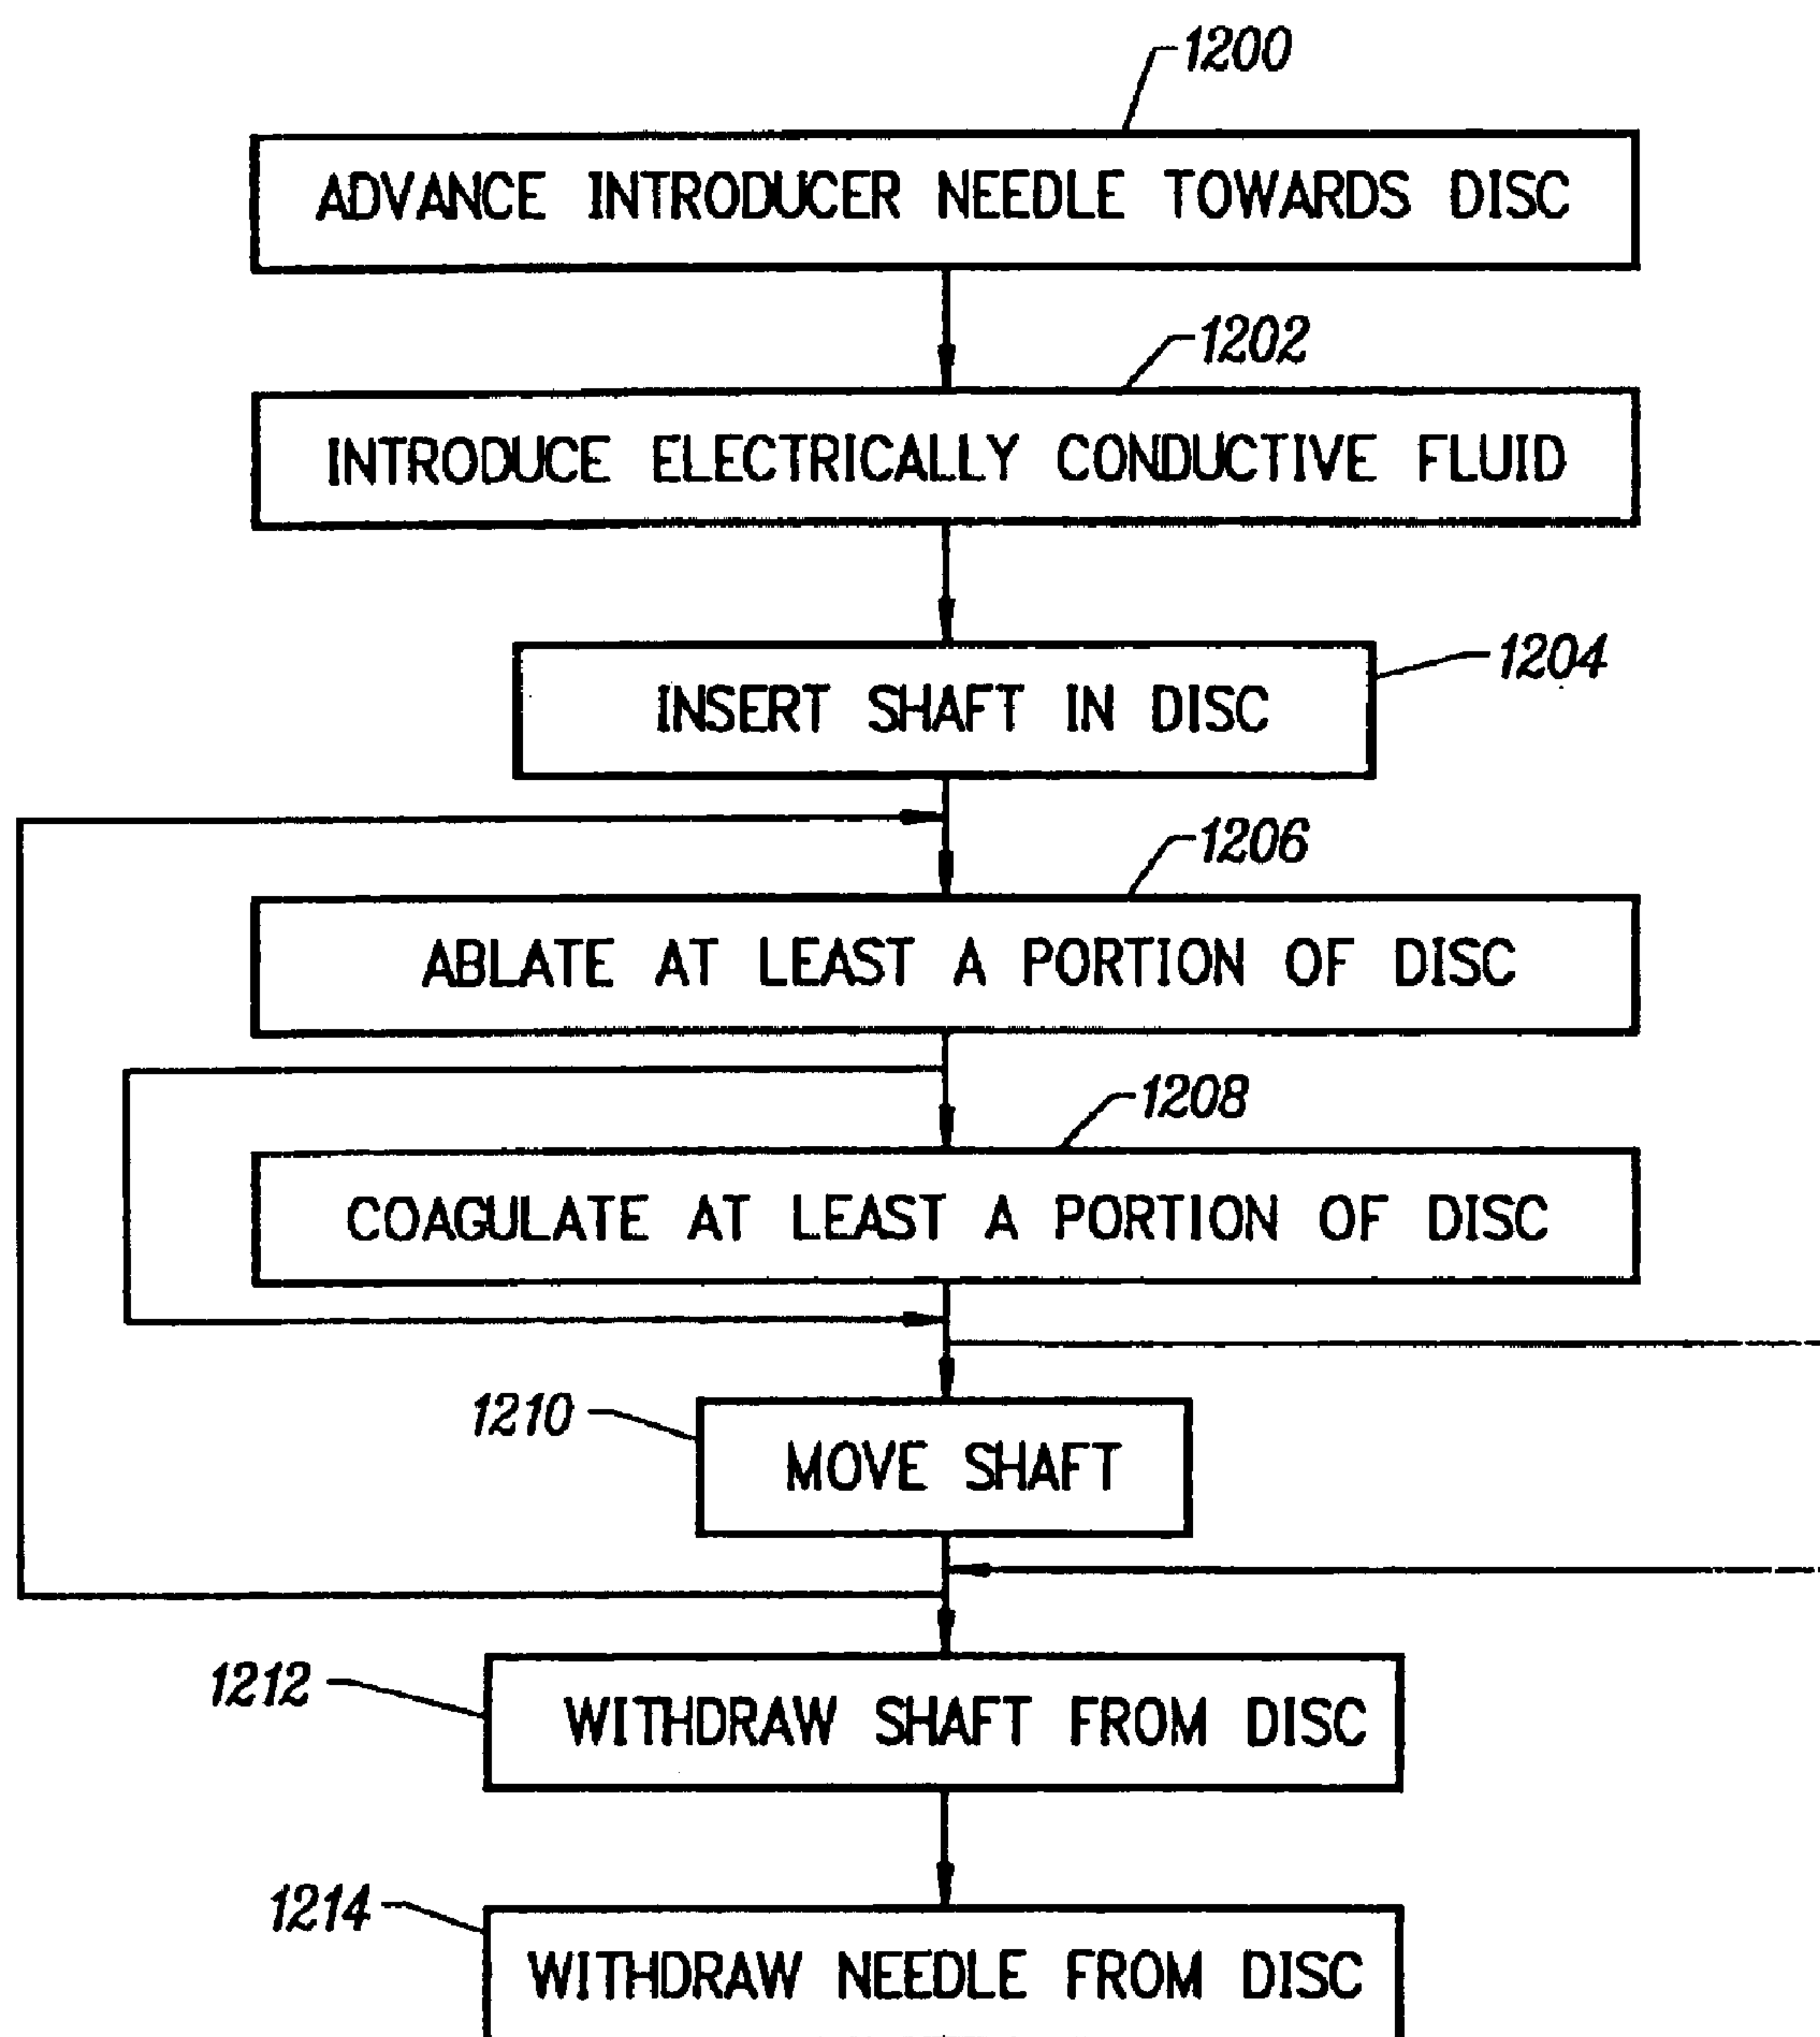 1200
ADVANCE INTRODUCER NEEDLE TOWARDS DISC
1202
INTRODUCE ELECTRICALLY CONDUCTIVE FLUID
1204
INSERT SHAFT IN DISC
1206
ABLATE AT LEAST A PORTION OF DISC
1208
COAGULATE AT LEAST A PORTION OF DISC
1210
MOVE SHAFT
1212
WITHDRAW SHAFT FROM DISC
1214
WITHDRAW NEEDLE FROM DISC